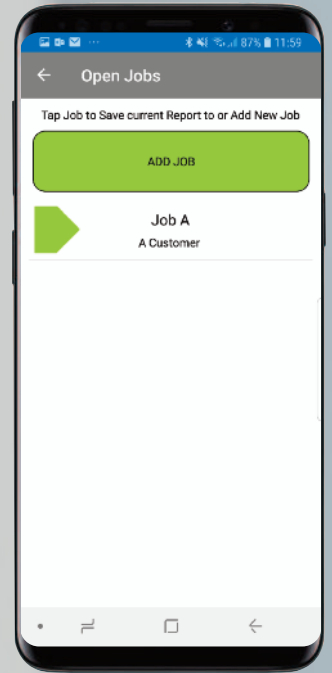 87% 11:59
Open Jobs
Tap Job to Save current Report to or Add New Job
ADD JOB
Job A
A Customer